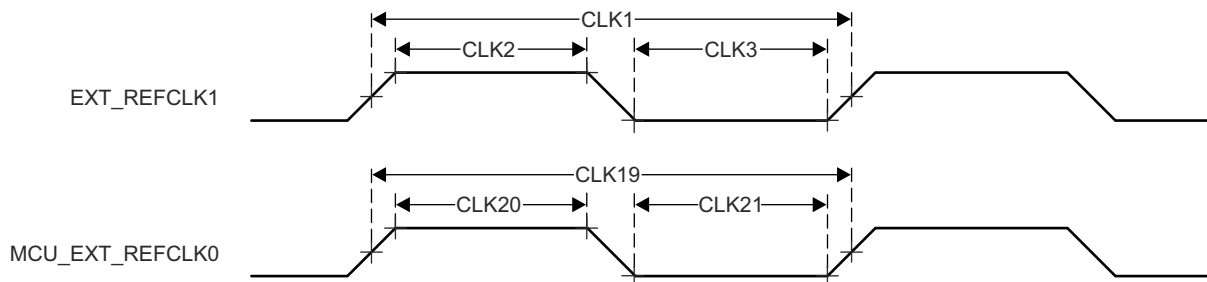 CLK1
CLK2
CLK3
EXT_REFCLK1
CLK19
CLK20
CLK21
MCU_EXT_REFCLK0